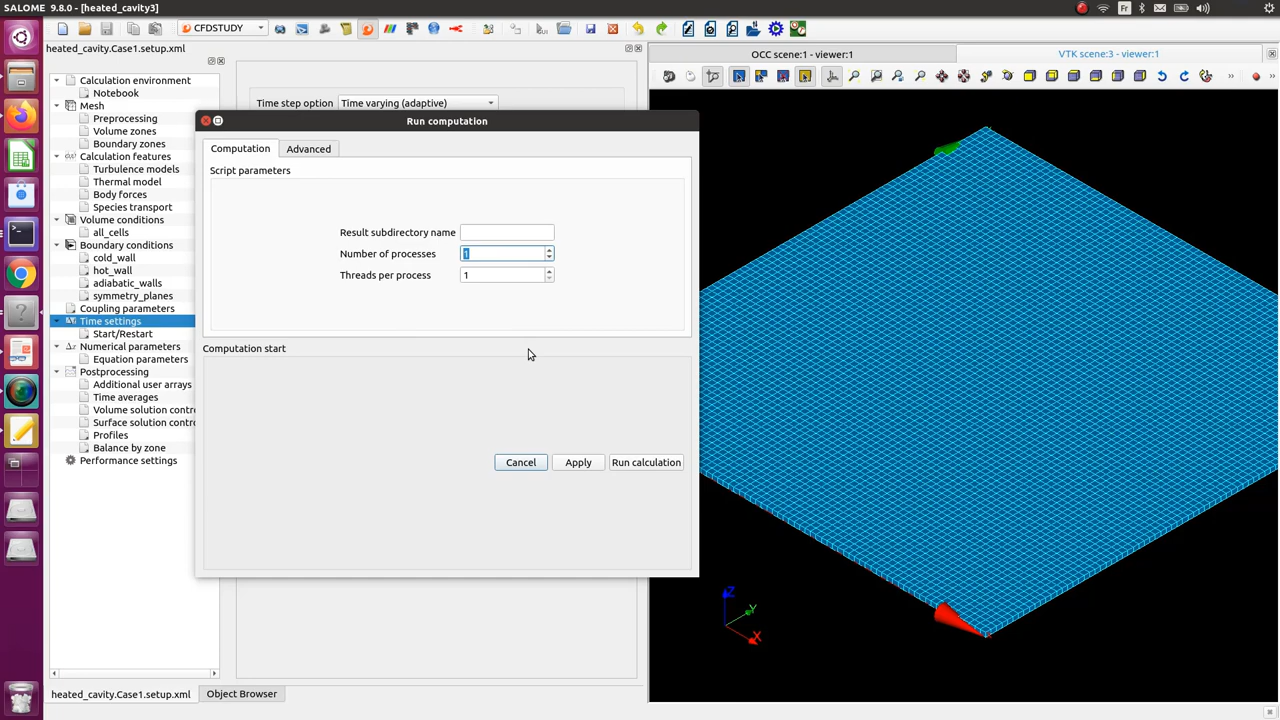 SALOME 9.8.0 - [heated_cavity3]
Fr
CFDSTUDY
heated_cavity.Case1.setup.xml
OCC scene:1 - viewer:1
VTK scene:3 - viewer:1
Calculation environment
Notebook
Mesh
Preprocessing
Volume zones
Boundary zones
Calculation features
Turbulence models
Thermal model
Body forces
Species transport
Volume conditions
all_cells
Boundary conditions
cold_wall
hot_wall
adiabatic_walls
symmetry_planes
Coupling parameters
Time settings
Start/Restart
Numerical parameters
Equation parameters
Postprocessing
Additional user arrays
Time averages
Volume solution contr
Surface solution contr
Profiles
Balance by zone
Performance settings
Time step option
Time varying (adaptive)
Run computation
Computation
Advanced
Script parameters
Result subdirectory name
Number of processes
1
Threads per process
1
Computation start
Cancel
Apply
Run calculation
Z
Y
X
heated_cavity.Case1.setup.xml
Object Browser